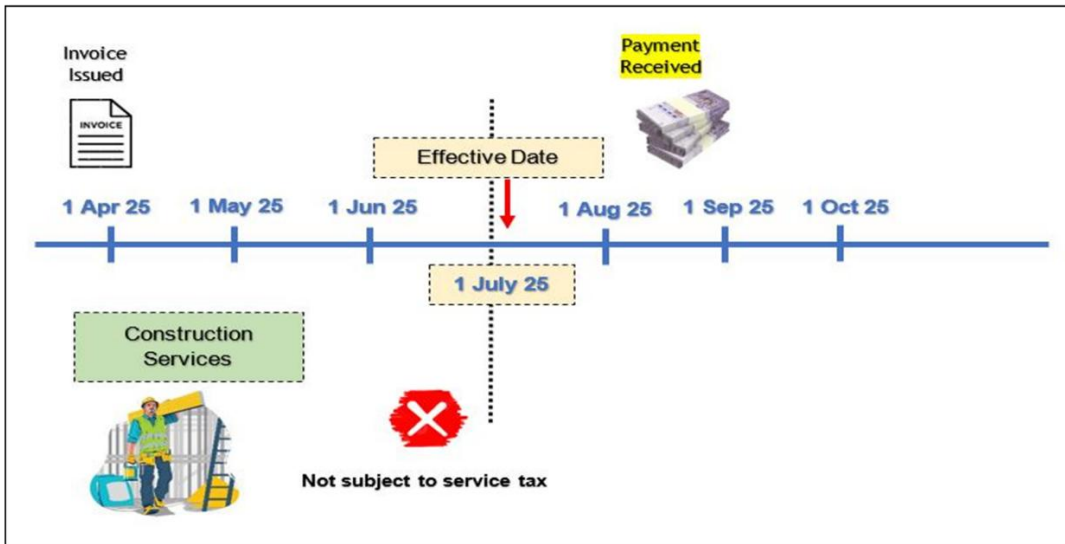 Invoice
Issued
INVOICE
Payment
Received
Effective Date
1 Apr 25
1 May 25
1 Jun 25
1 Aug 25
1 Sep 25
1 Oct 25
1 July 25
Construction
Services
Not subject to service tax